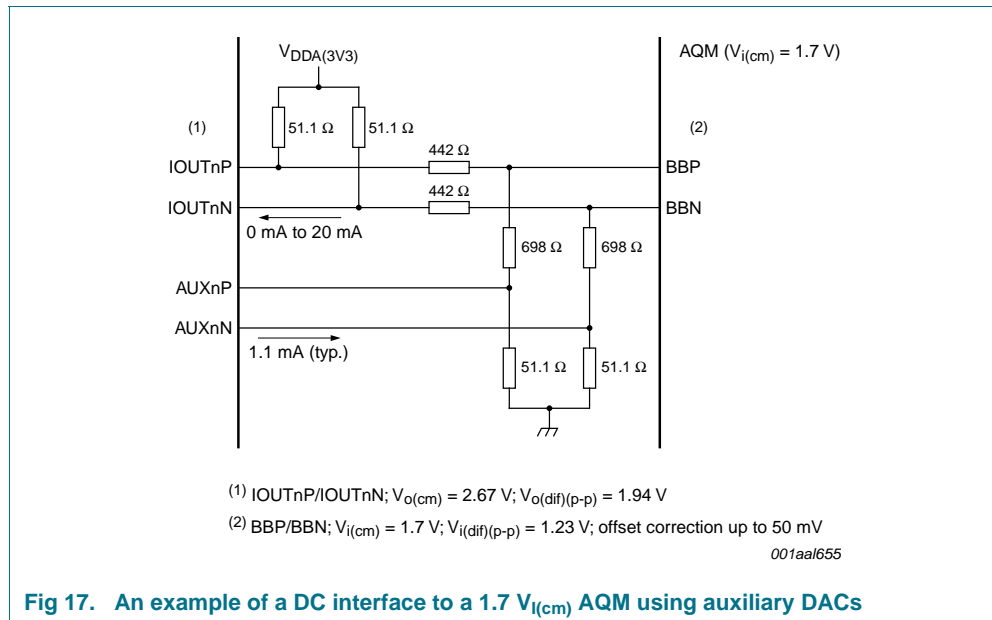 VDDA(3V3)
AQM (Vi(cm) = 1.7 V)
(1)
51.1 Ω
51.1 Ω
(2)
442 Ω
IOUTnP
BBP
442 Ω
IOUTnN
BBN
0 mA to 20 mA
698 Ω
698 Ω
AUXnP
AUXnN
1.1 mA (typ.)
51.1 Ω
51.1 Ω
(1) IOUTnP/IOUTnN; Vo(cm) = 2.67 V; Vo(dif)(p-p) = 1.94 V
(2) BBP/BBN; Vi(cm) = 1.7 V; Vi(dif)(p-p) = 1.23 V; offset correction up to 50 mV
001aal655
Fig 17. An example of a DC interface to a 1.7 VI(cm) AQM using auxiliary DACs